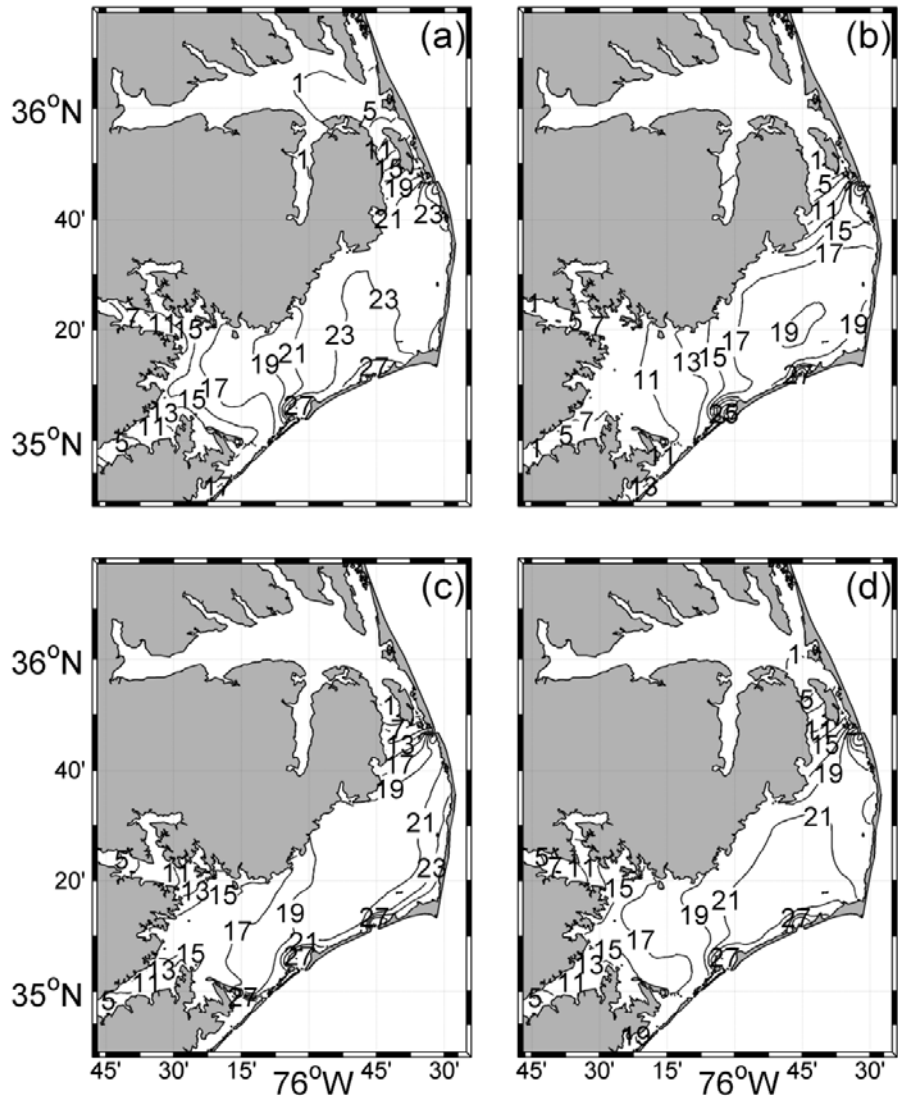 (a) (b)
1
36°N 5
11
1 15 1
19 5
40' 21 23 11
15
17
23
7 11 15 23 1 5 7 19 19
20' 19 21 23 17
17 27 13 15 27
15 11
13 27 25
11 7
5 5
35°N 1 11
17 13
(c) (d)
36°N 1
1 5
7 11
13 15
40' 17 19
19
21 21
5 11 23 5 7 11
20' 13 15 15
19 27 19 21 27
17 17
15 21 27 15 27
13 13
11 11
35°N 5 27 5
19
45' 30' 15' 76°W 45' 30' 45' 30' 15' 76°W 45' 30'